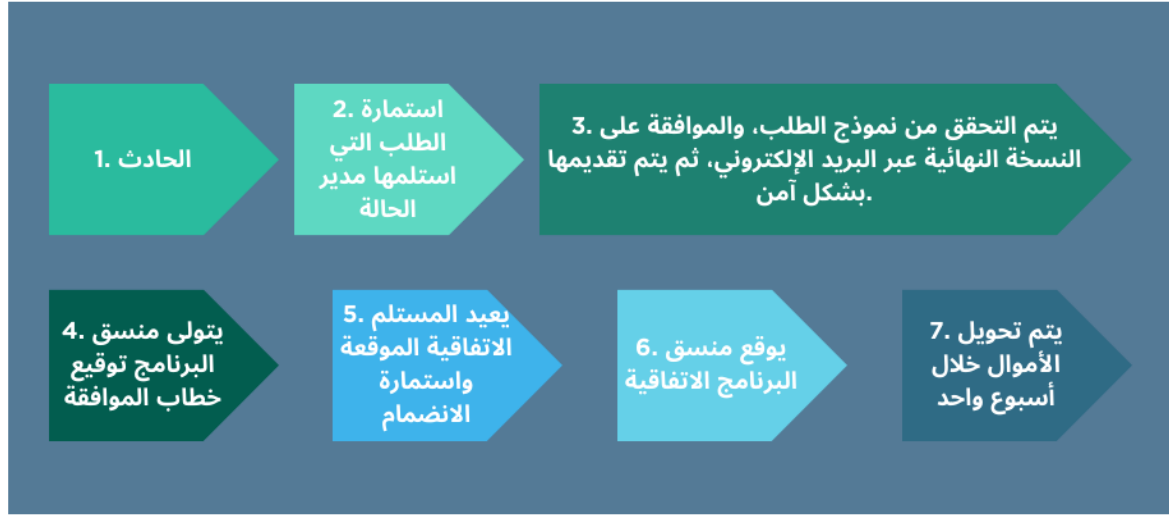 1. الحادث
2. استمارة
الطلب التي
استلمها مدير
الحالة
3. يتم التحقق من نموذج الطلب، والموافقة على
النسخة النهائية عبر البريد الإلكتروني، ثم يتم تقديمها
بشكل آمن.
4. يتولى منسق
البرنامج توقيع
خطاب الموافقة
5. يعيد المستلم
الاتفاقية الموقعة
واستمارة
الانضمام
6. يوقع منسق
البرنامج الاتفاقية
7. يتم تحويل
الأموال خلال
أسبوع واحد